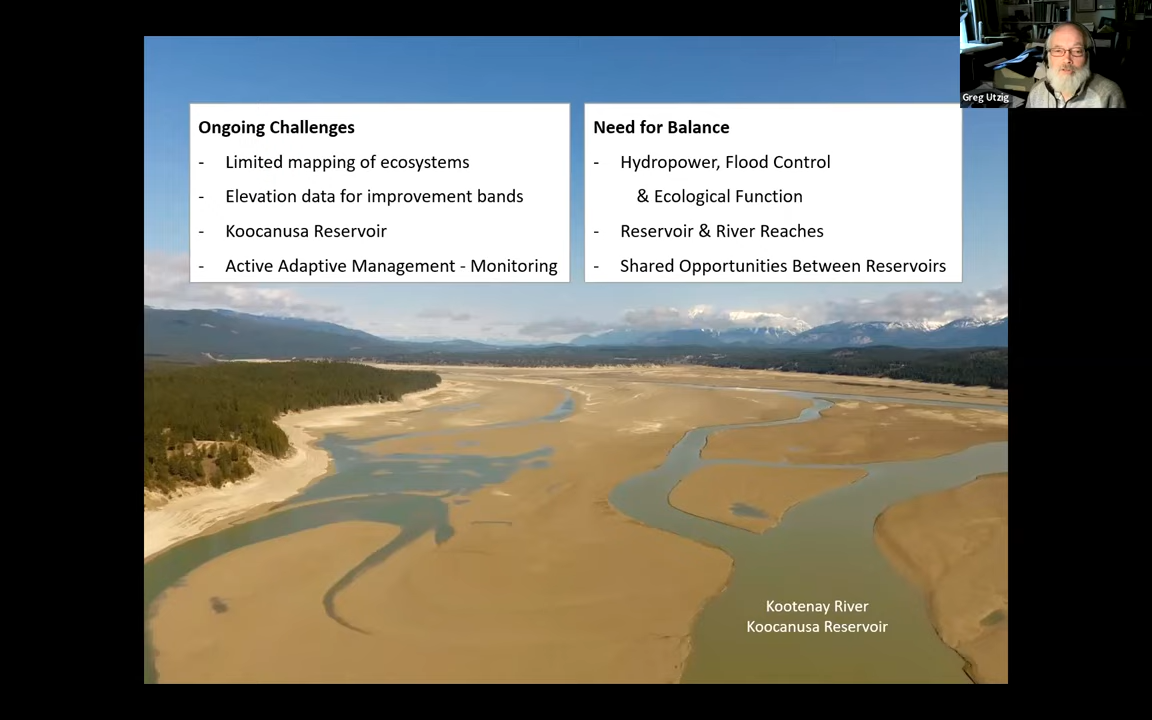 Ongoing Challenges
- Limited mapping of ecosystems
- Elevation data for improvement bands
- Koocanusa Reservoir
- Active Adaptive Management - Monitoring
Need for Balance
- Hydropower, Flood Control
& Ecological Function
- Reservoir & River Reaches
- Shared Opportunities Between Reservoirs
Greg Utzig
Kootenay River
Koocanusa Reservoir